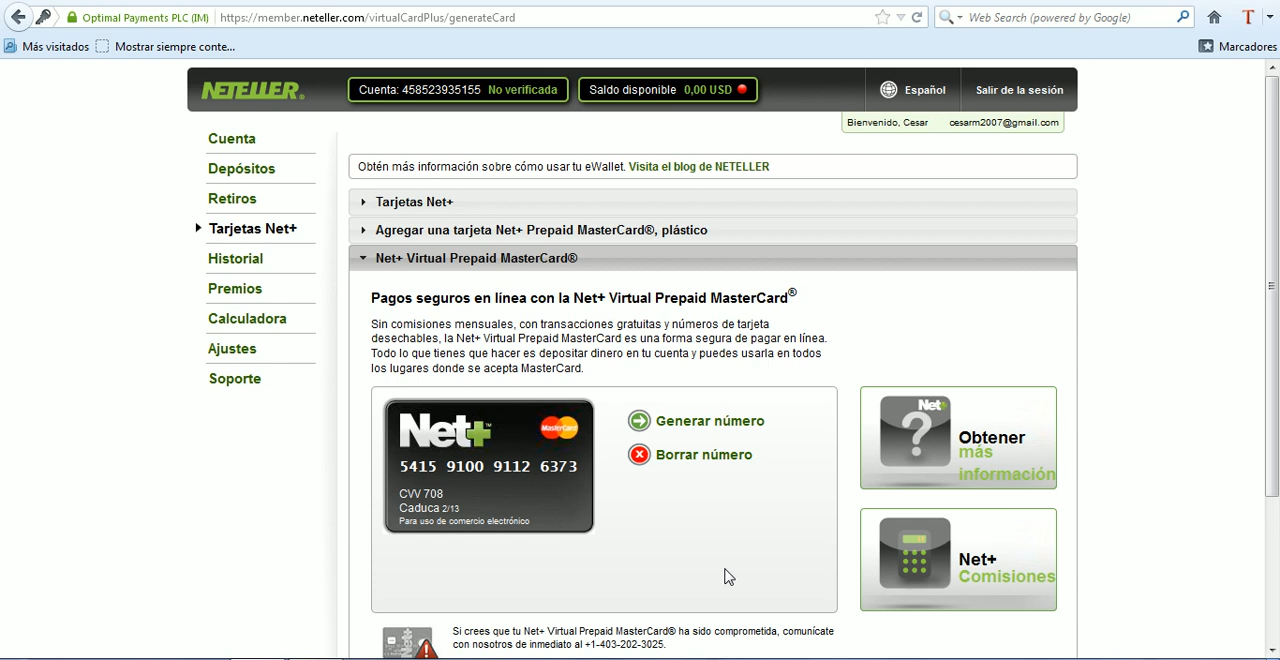 Optimal Payments PLC (IM)
https://member.neteller.com/virtualCardPlus/generateCard
Web Search (powered by Google)
T
Más visitados
Mostrar siempre conte...
Marcadores
NETELLER®
Cuenta: 458523935155 No verificada
Saldo disponible 0,00 USD
Español
Salir de la sesión
Bienvenido, Cesar
cesarm2007@gmail.com
Cuenta
Depósitos
Retiros
Tarjetas Net+
Historial
Premios
Calculadora
Ajustes
Soporte
Obtén más información sobre cómo usar tu eWallet. Visita el blog de NETELLER
Tarjetas Net+
Agregar una tarjeta Net+ Prepaid MasterCard®, plástico
Net+ Virtual Prepaid MasterCard®
Pagos seguros en línea con la Net+ Virtual Prepaid MasterCard®
Sin comisiones mensuales, con transacciones gratuitas y números de tarjeta
desechables, la Net+ Virtual Prepaid MasterCard es una forma segura de pagar en línea.
Todo lo que tienes que hacer es depositar dinero en tu cuenta y puedes usarla en todos
los lugares donde se acepta MasterCard.
Net+™
MasterCard
5415 9100 9112 6373
CVV 708
Caduca 2/13
Para uso de comercio electrónico
Generar número
Borrar número
Net+
?
Obtener
más
información
Net+
Comisiones
Si crees que tu Net+ Virtual Prepaid MasterCard® ha sido comprometida, comunícate
con nosotros de inmediato al +1-403-202-3025.